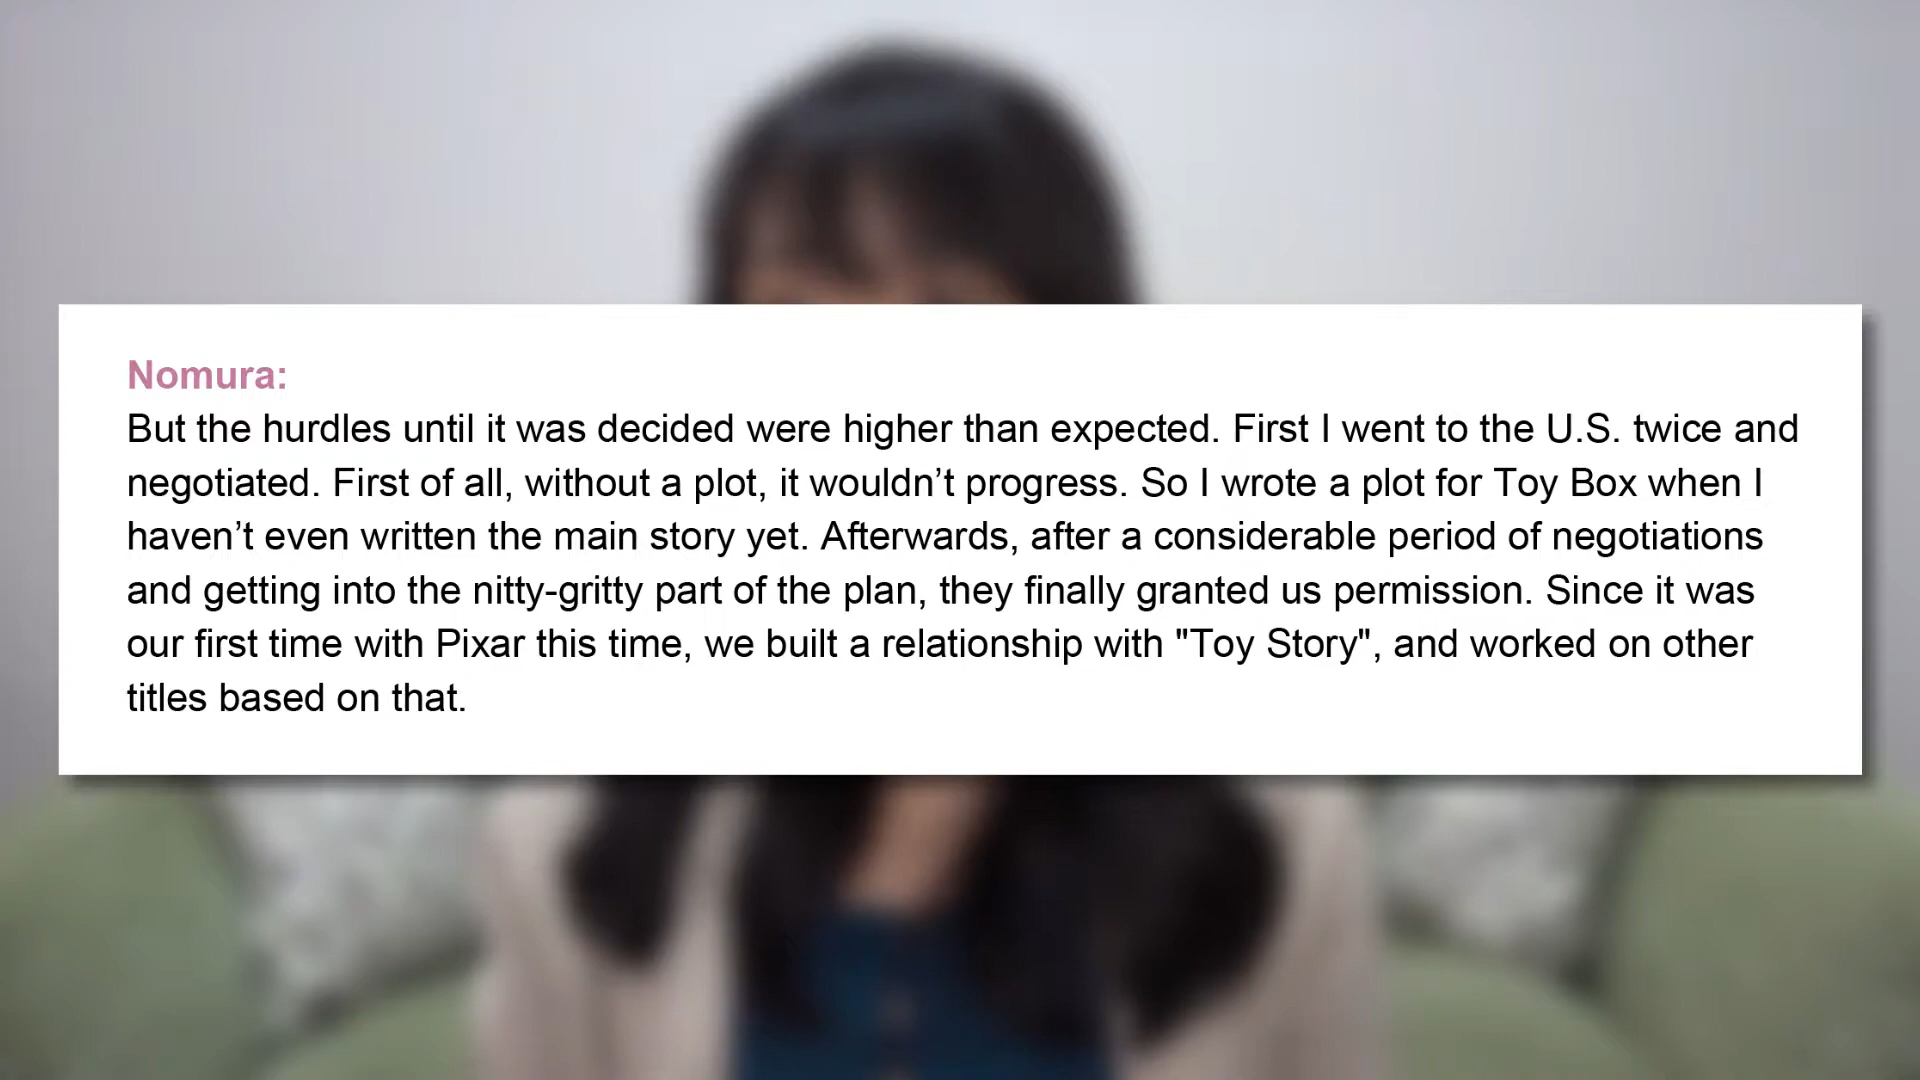 Nomura:
But the hurdles until it was decided were higher than expected. First I went to the U.S. twice and
negotiated. First of all, without a plot, it wouldn’t progress. So I wrote a plot for Toy Box when I
haven’t even written the main story yet. Afterwards, after a considerable period of negotiations
and getting into the nitty-gritty part of the plan, they finally granted us permission. Since it was
our first time with Pixar this time, we built a relationship with "Toy Story", and worked on other
titles based on that.